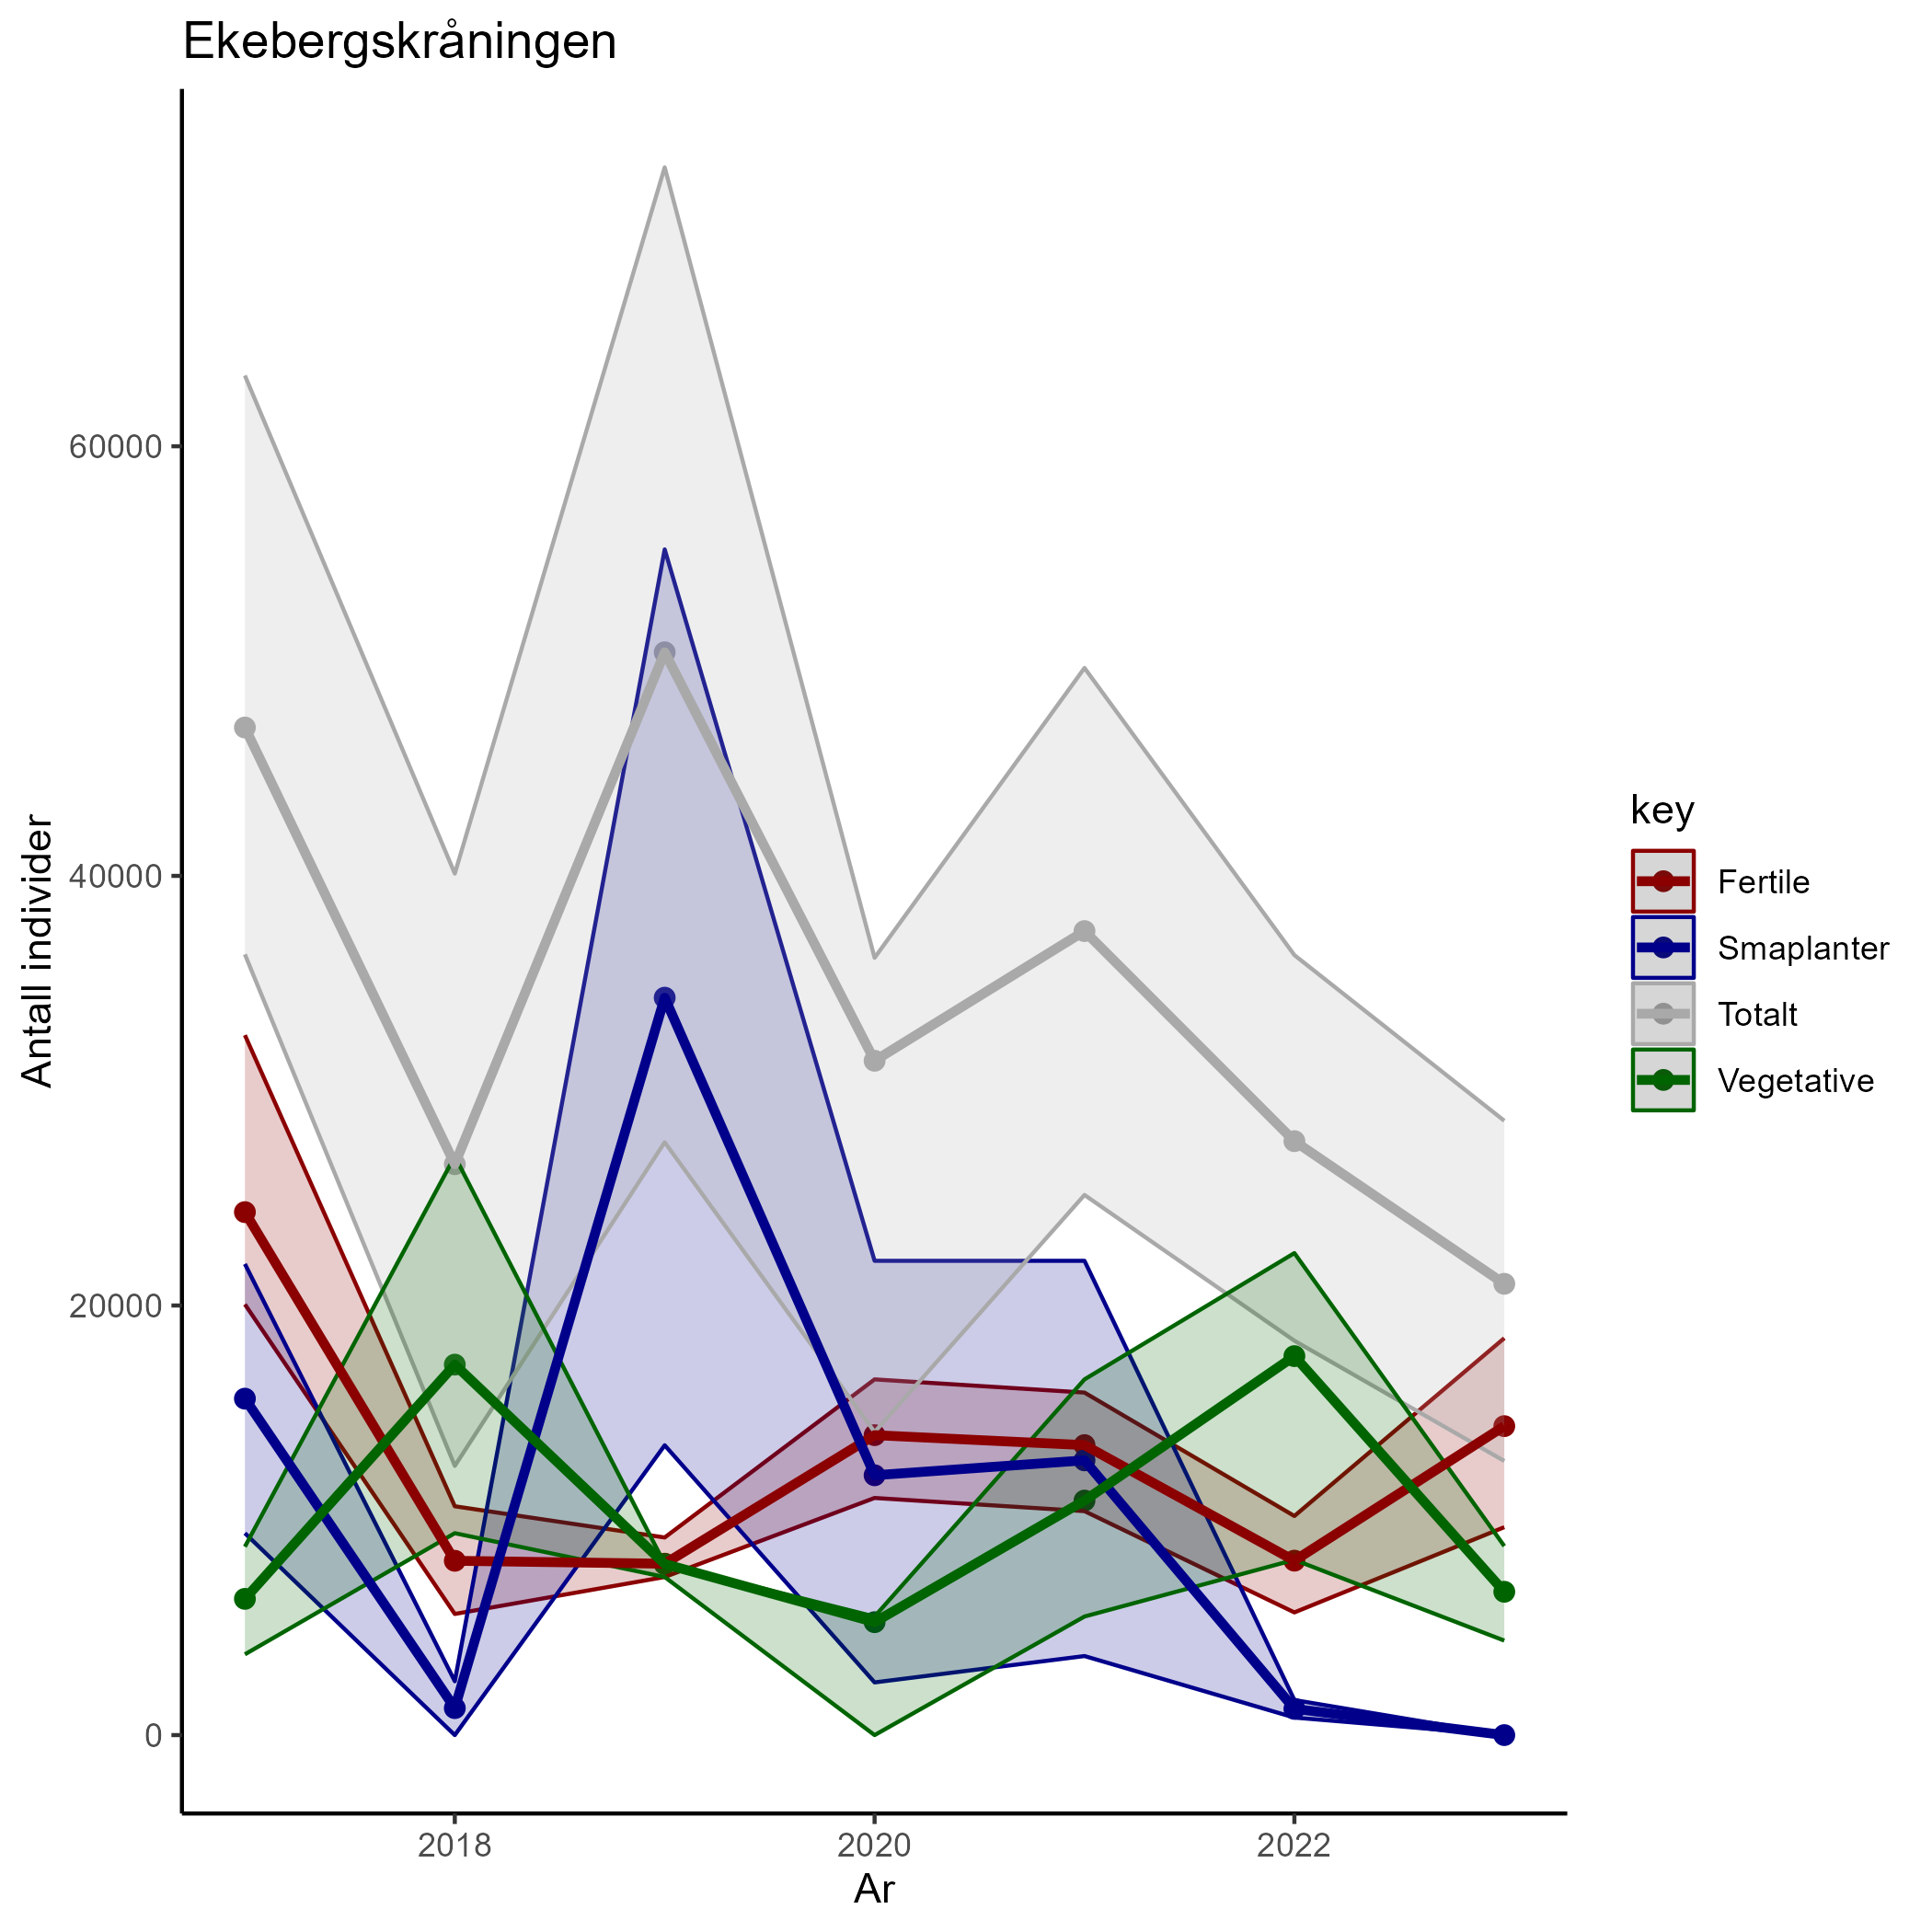 Ekebergskråningen
Antall individer
60000
40000
20000
0
2018
2020
2022
Ar
key
Fertile
Smaplanter
Totalt
Vegetative